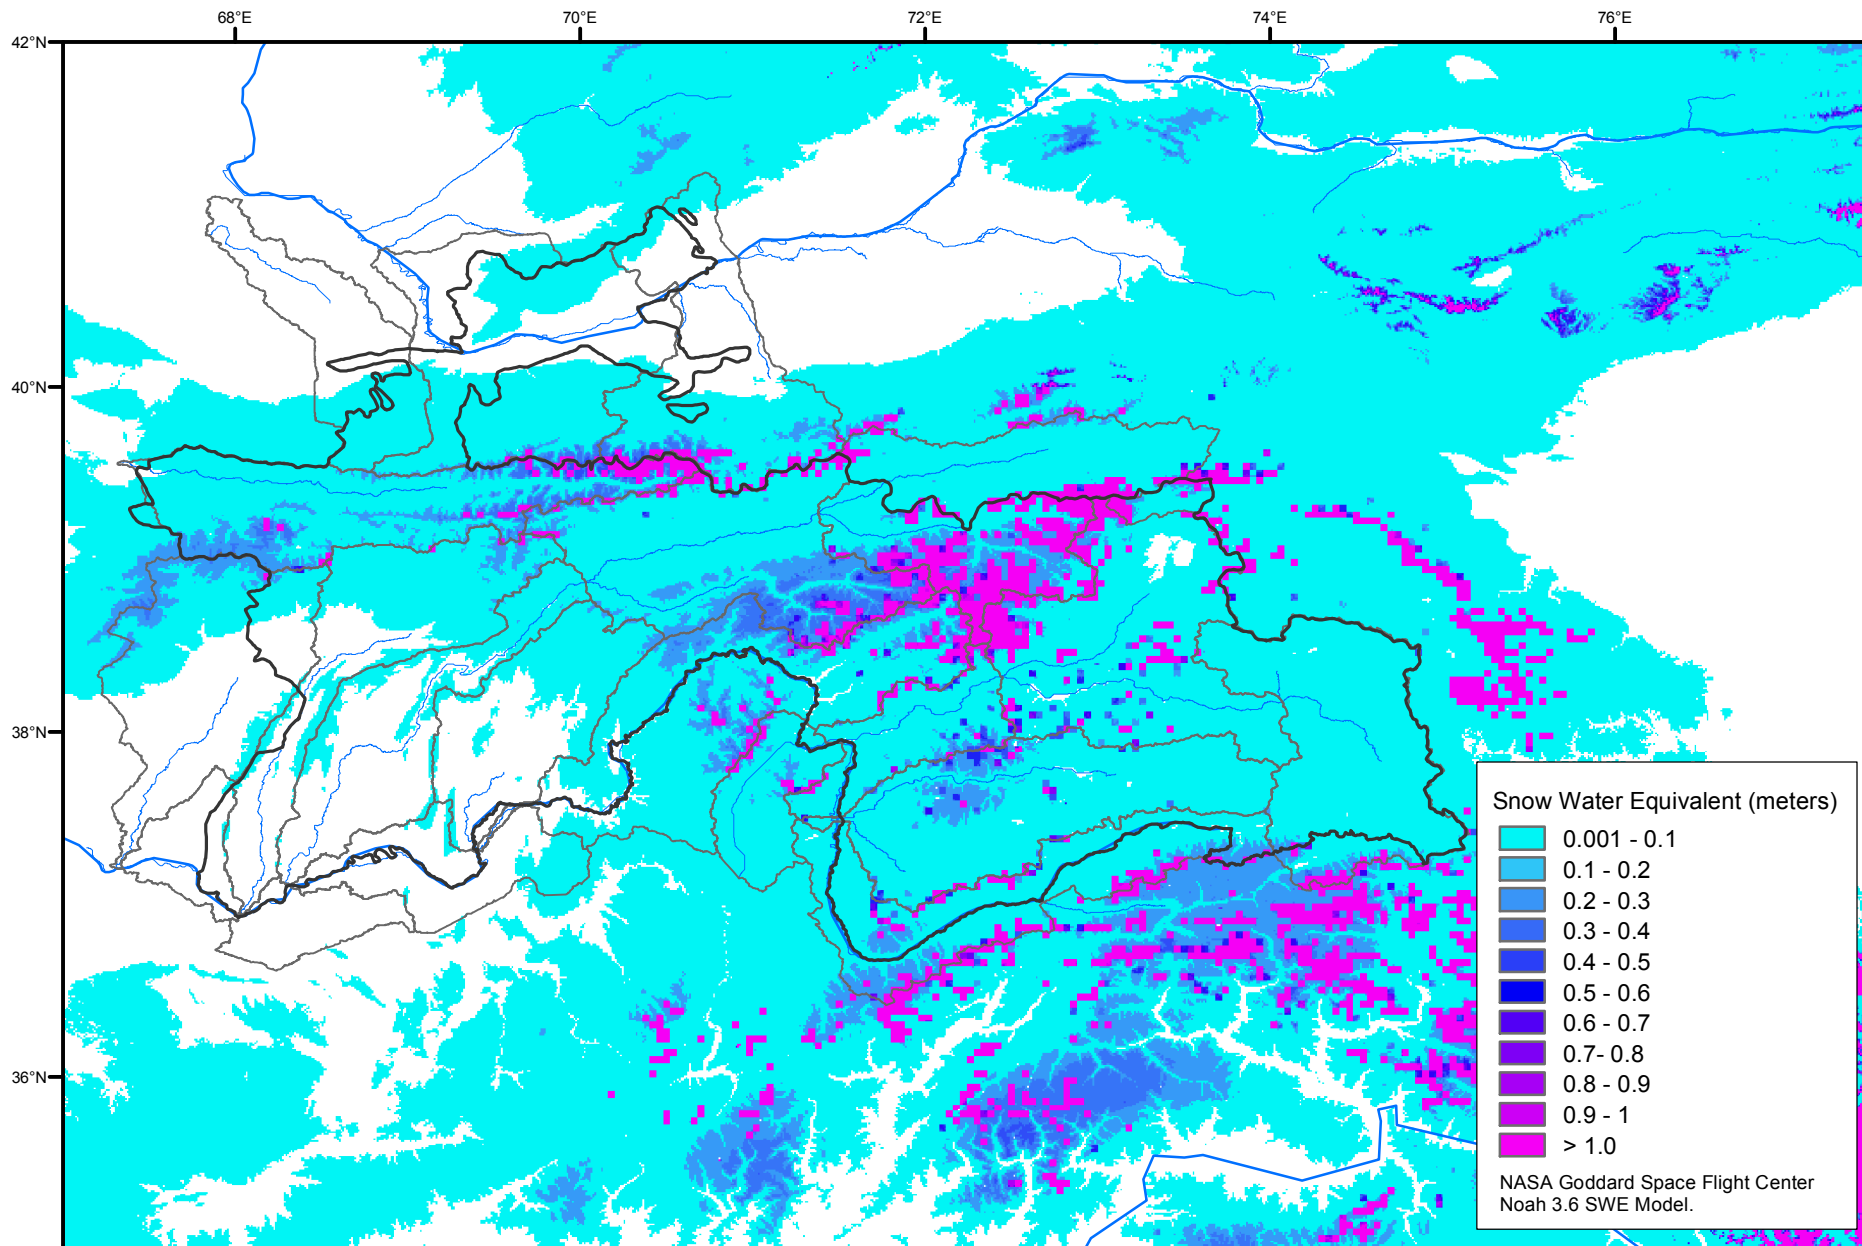 68°E 70°E 72°E 74°E 76°E
42°N
40°N
38°N
36°N
Snow Water Equivalent (meters)
0.001 - 0.1
0.1 - 0.2
0.2 - 0.3
0.3 - 0.4
0.4 - 0.5
0.5 - 0.6
0.6 - 0.7
0.7- 0.8
0.8 - 0.9
0.9 - 1
> 1.0
NASA Goddard Space Flight Center
Noah 3.6 SWE Model.